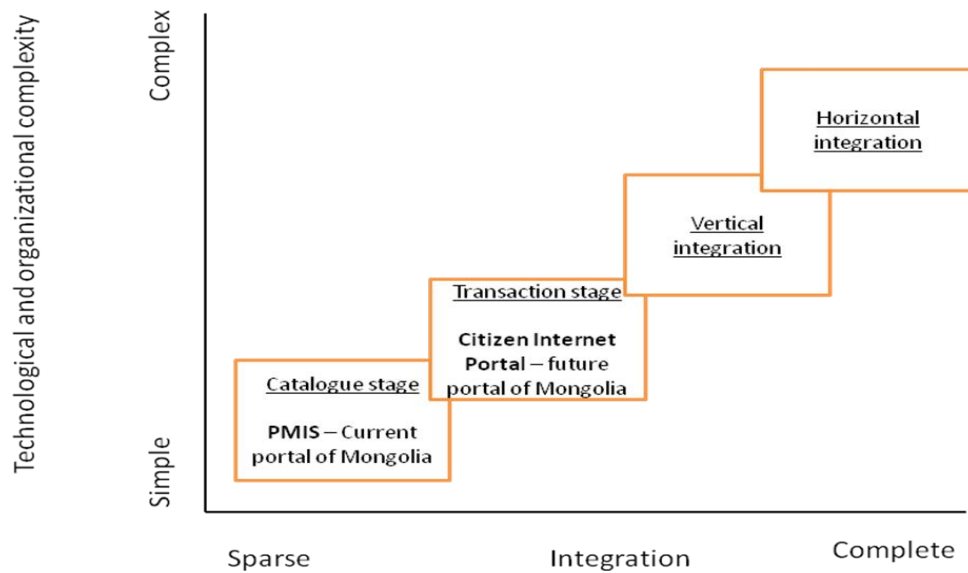 Technological and organizational complexity
Complex
Simple
Horizontal
integration
Vertical
integration
Transaction stage
Citizen Internet
Portal – future
portal of Mongolia
Catalogue stage
PMIS – Current
portal of Mongolia
Sparse
Integration
Complete